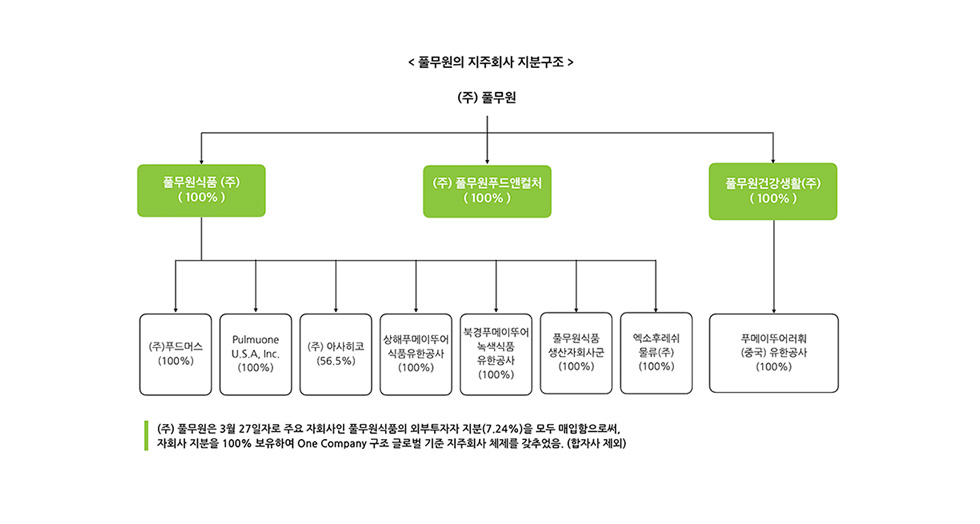 < 풀무원의 지주회사 지분구조 >
(주) 풀무원
풀무원식품 (주)
( 100% )
(주) 풀무원푸드앤컬처
( 100% )
풀무원건강생활(주)
( 100% )
(주)푸드머스
(100%)
Pulmuone
U.S.A, Inc.
(100%)
(주) 아사히코
(56.5%)
상해푸메이뚜어
식품유한공사
(100%)
북경푸메이뚜어
녹색식품
유한공사
(100%)
풀무원식품
생산자회사군
(100%)
엑소후레쉬
물류(주)
(100%)
푸메이뚜어러훠
(중국) 유한공사
(100%)
(주) 풀무원은 3월 27일자로 주요 자회사인 풀무원식품의 외부투자자 지분(7.24%)을 모두 매입함으로써,
자회사 지분을 100% 보유하여 One Company 구조 글로벌 기준 지주회사 체제를 갖추었음. (합자사 제외)